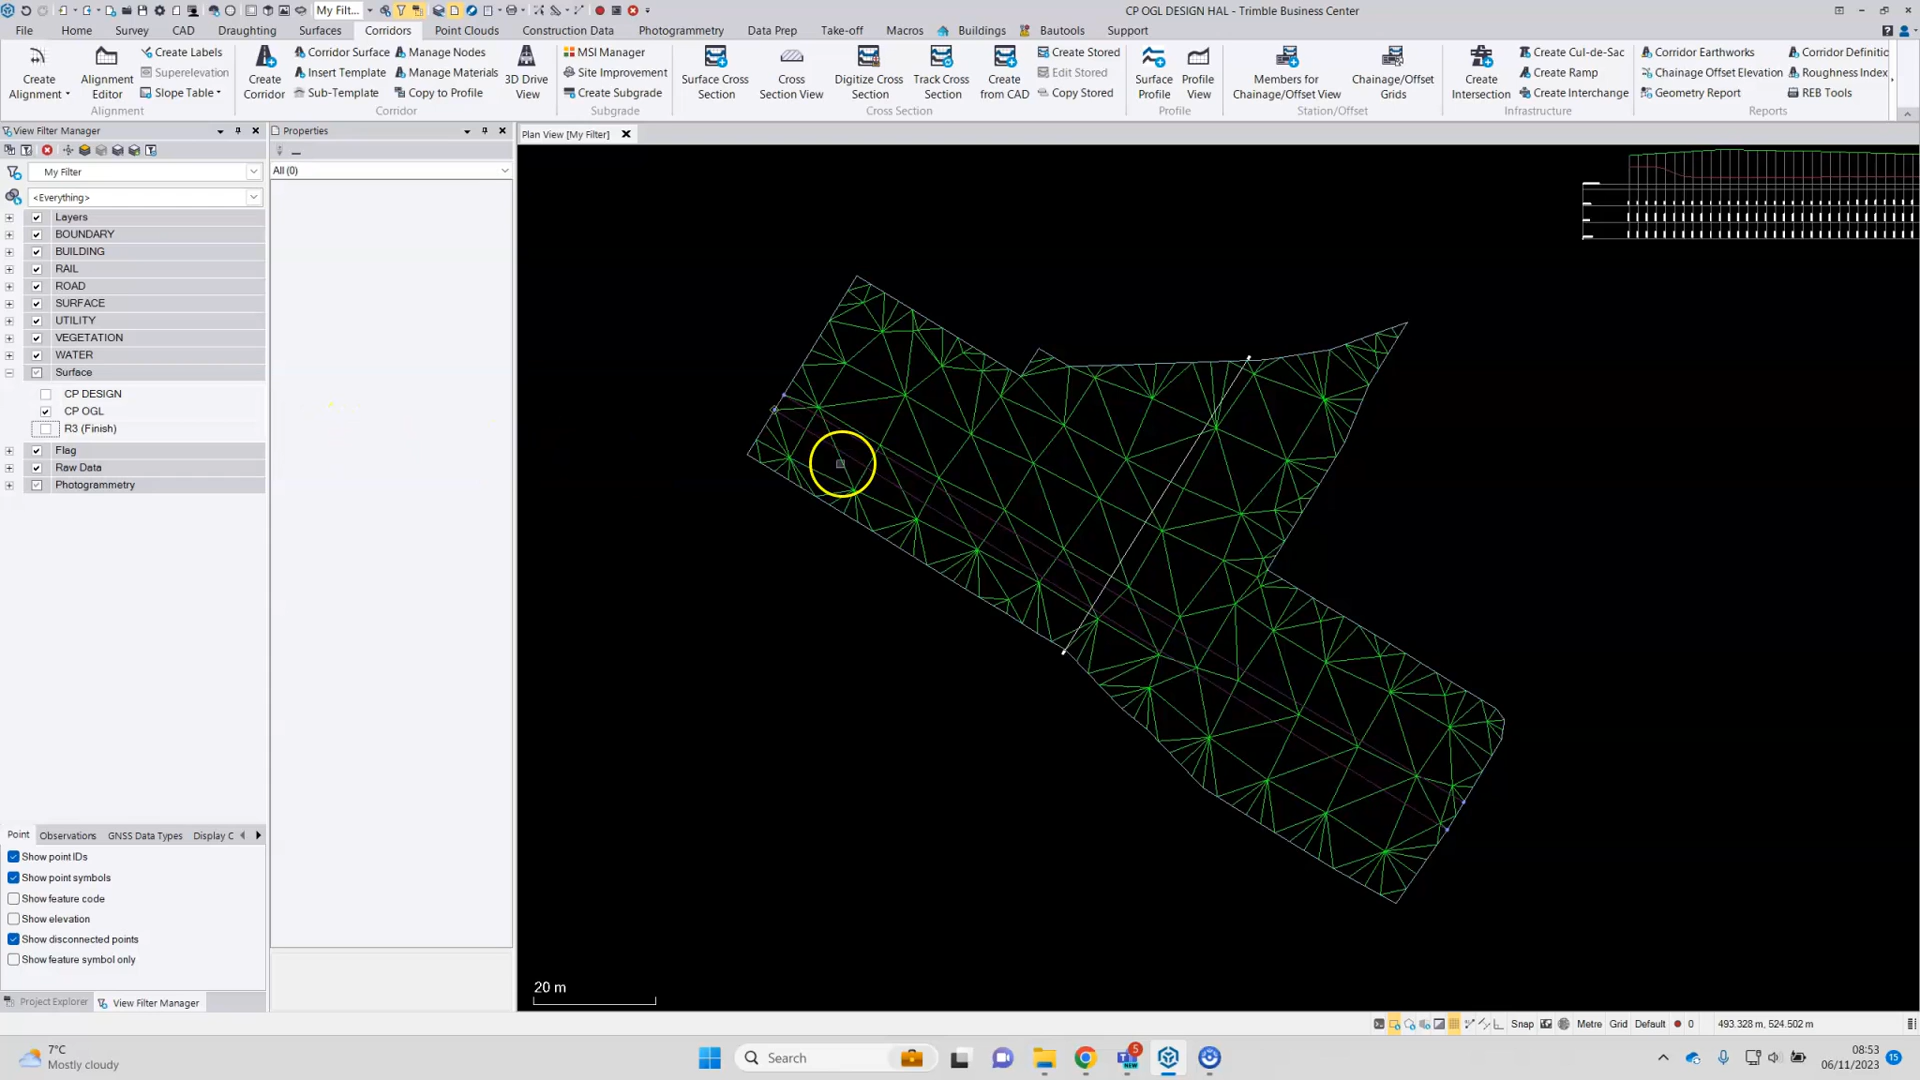 My Filt...
CP OGL DESIGN HAL - Trimble Business Center
File Home Survey CAD Draughting Surfaces Corridors Point Clouds Construction Data Photogrammetry Data Prep Take-off Macros Buildings Bautools Support
Create Alignment
Alignment Editor
Create Labels
Superelevation
Slope Table
Alignment
Create Corridor
Corridor Surface
Insert Template
Sub-Template
Manage Nodes
Manage Materials
Copy to Profile
3D Drive View
Corridor
MSI Manager
Site Improvement
Create Subgrade
Subgrade
Surface Cross Section
Cross Section View
Digitize Cross Section
Track Cross Section
Create from CAD
Create Stored
Edit Stored
Copy Stored
Cross Section
Surface Profile
Profile View
Profile
Members for Chainage/Offset View
Chainage/Offset Grids
Station/Offset
Create Intersection
Create Cul-de-Sac
Create Ramp
Create Interchange
Infrastructure
Corridor Earthworks
Chainage Offset Elevation
Geometry Report
Corridor Definitio
Roughness Index
REB Tools
Reports
View Filter Manager
My Filter
<Everything>
Layers
BOUNDARY
BUILDING
RAIL
ROAD
SURFACE
UTILITY
VEGETATION
WATER
Surface
CP DESIGN
CP OGL
R3 (Finish)
Flag
Raw Data
Photogrammetry
Point Observations GNSS Data Types Display C
Show point IDs
Show point symbols
Show feature code
Show elevation
Show disconnected points
Show feature symbol only
Project Explorer View Filter Manager
Properties
All (0)
Plan View [My Filter]
20 m
Snap Metre Grid Default 0 493.328 m, 524.502 m
7°C
Mostly cloudy
Search
5
NEW
08:53
06/11/2023
15